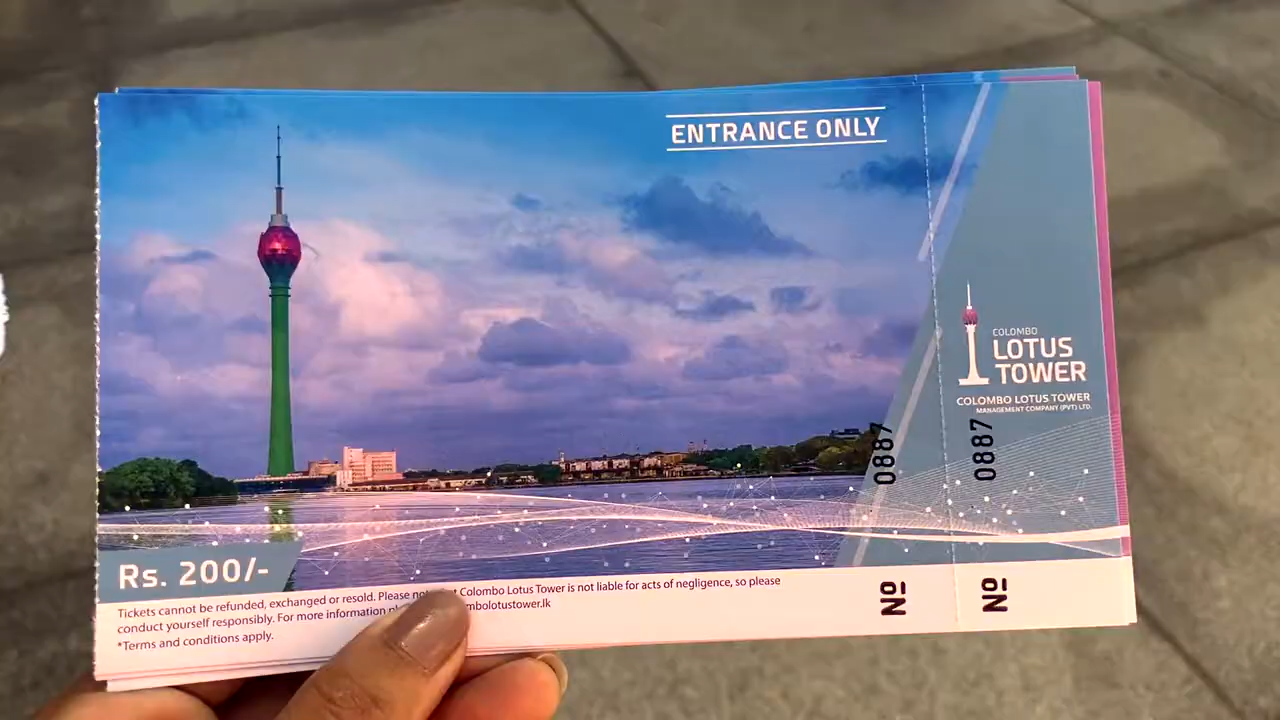 ENTRANCE ONLY
COLOMBO
LOTUS
TOWER
COLOMBO LOTUS TOWER
MANAGEMENT COMPANY (PVT) LTD.
Nº 0887
Nº 0887
Rs. 200/-
Tickets cannot be refunded, exchanged or resold. Please Colombo Lotus Tower is not liable for acts of negligence, so please
conduct yourself responsibly. For more information mbolotustower.lk
*Terms and conditions apply.